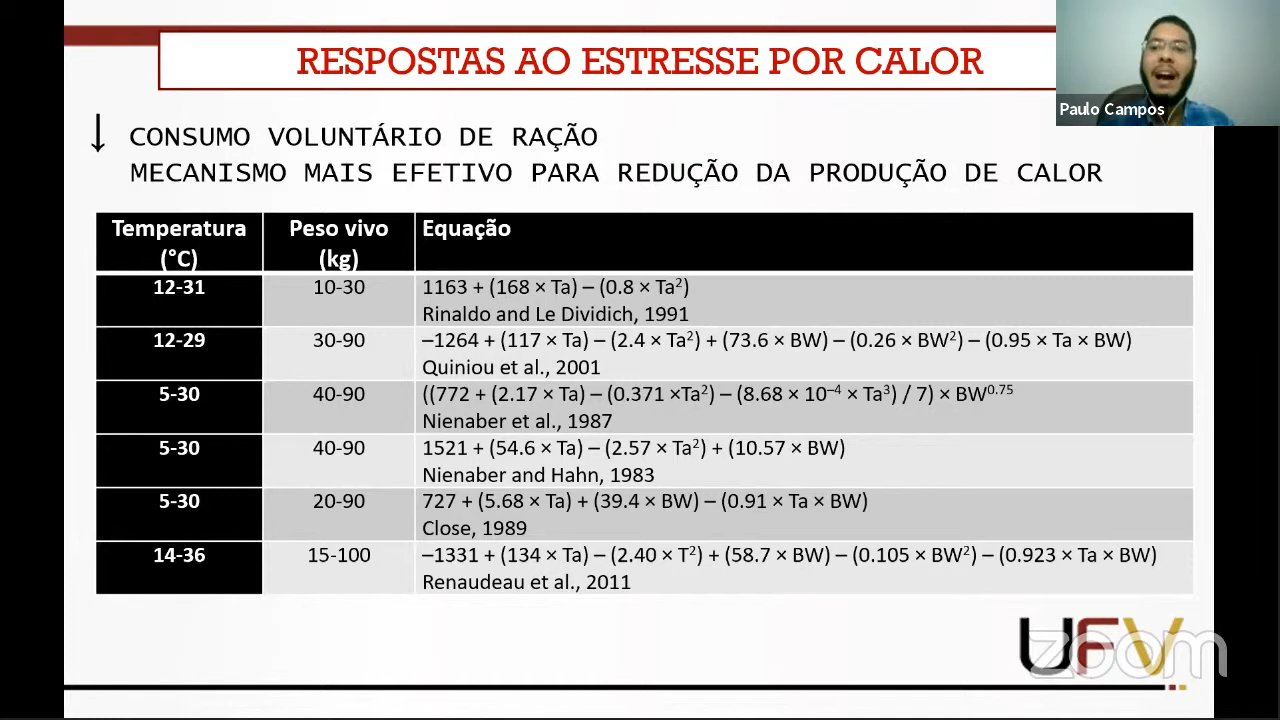 RESPOSTAS AO ESTRESSE POR CALOR
Paulo Campos
↓ CONSUMO VOLUNTÁRIO DE RAÇÃO
MECANISMO MAIS EFETIVO PARA REDUÇÃO DA PRODUÇÃO DE CALOR
Temperatura (°C) Peso vivo (kg) Equação
12-31 10-30 1163 + (168 × Ta) – (0.8 × Ta²)
Rinaldo and Le Dividich, 1991
12-29 30-90 –1264 + (117 × Ta) – (2.4 × Ta²) + (73.6 × BW) – (0.26 × BW²) – (0.95 × Ta × BW)
Quiniou et al., 2001
5-30 40-90 ((772 + (2.17 × Ta) – (0.371 ×Ta²) – (8.68 × 10⁻⁴ × Ta³) / 7) × BW⁰·⁷⁵
Nienaber et al., 1987
5-30 40-90 1521 + (54.6 × Ta) – (2.57 × Ta²) + (10.57 × BW)
Nienaber and Hahn, 1983
5-30 20-90 727 + (5.68 × Ta) + (39.4 × BW) – (0.91 × Ta × BW)
Close, 1989
14-36 15-100 –1331 + (134 × Ta) – (2.40 × T²) + (58.7 × BW) – (0.105 × BW²) – (0.923 × Ta × BW)
Renaudeau et al., 2011
UFV
zoom